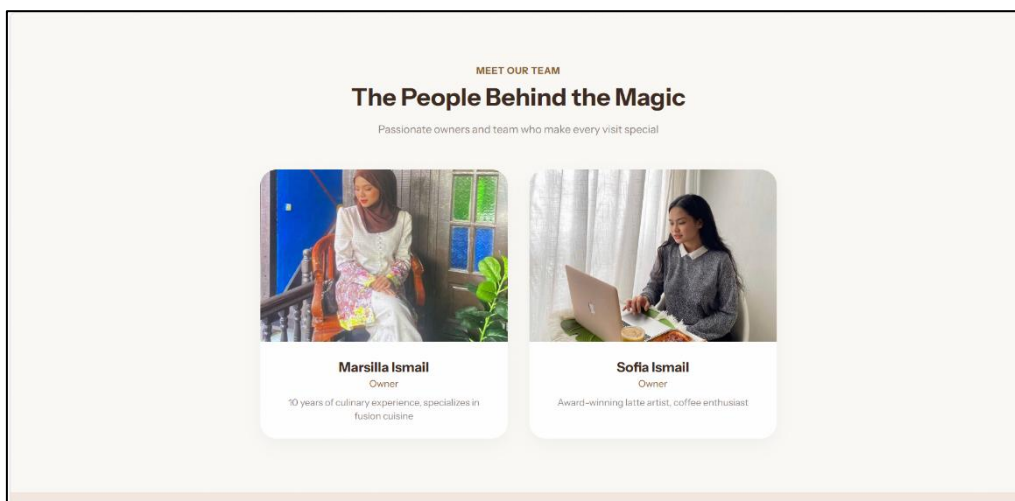 MEET OUR TEAM
The People Behind the Magic
Passionate owners and team who make every visit special
Marsilla Ismail
Owner
10 years of culinary experience, specializes in
fusion cuisine
Sofia Ismail
Owner
Award-winning latte artist, coffee enthusiast